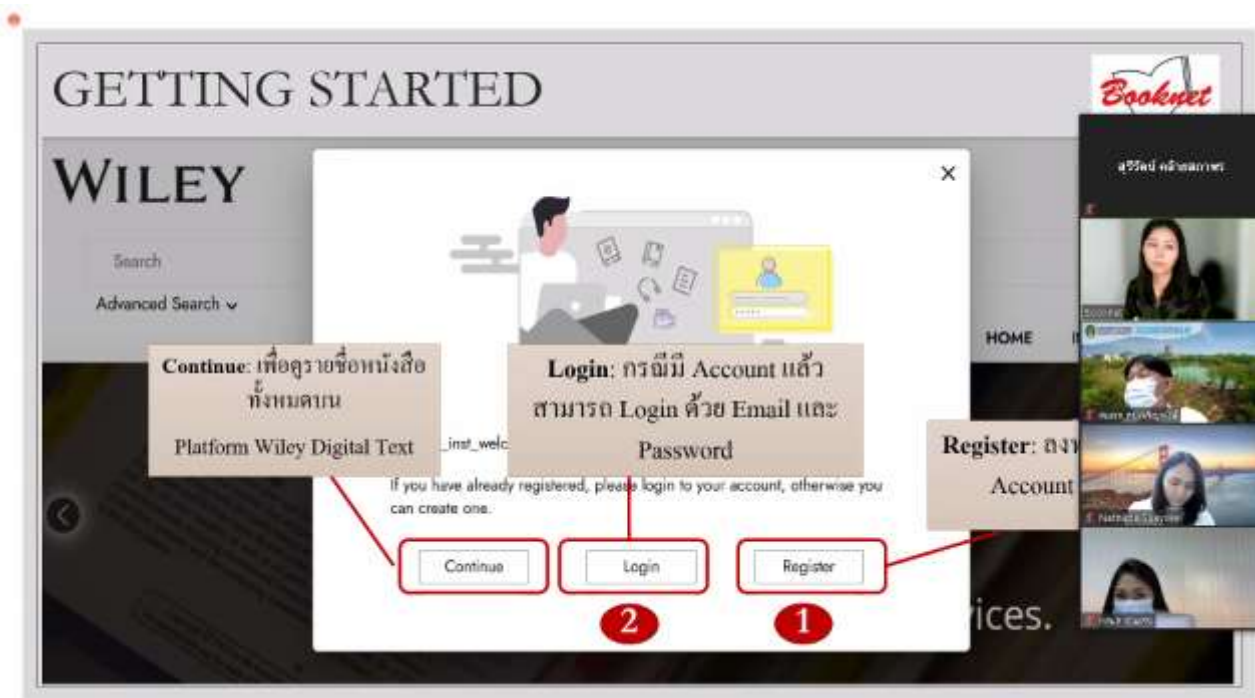 GETTING STARTED
Booknet
WILEY
Search
Advanced Search
HOME
Continue: เพื่อดูรายชื่อหนังสือ
ทั้งหมดบน
Platform Wiley Digital Text
Login: กรณีมี Account แล้ว
สามารถ Login ด้วย Email และ
Password
Register:
Account
_inst_welc
If you have already registered, please login to your account, otherwise you
can create one.
Continue
Login
Register
2
1
ices.